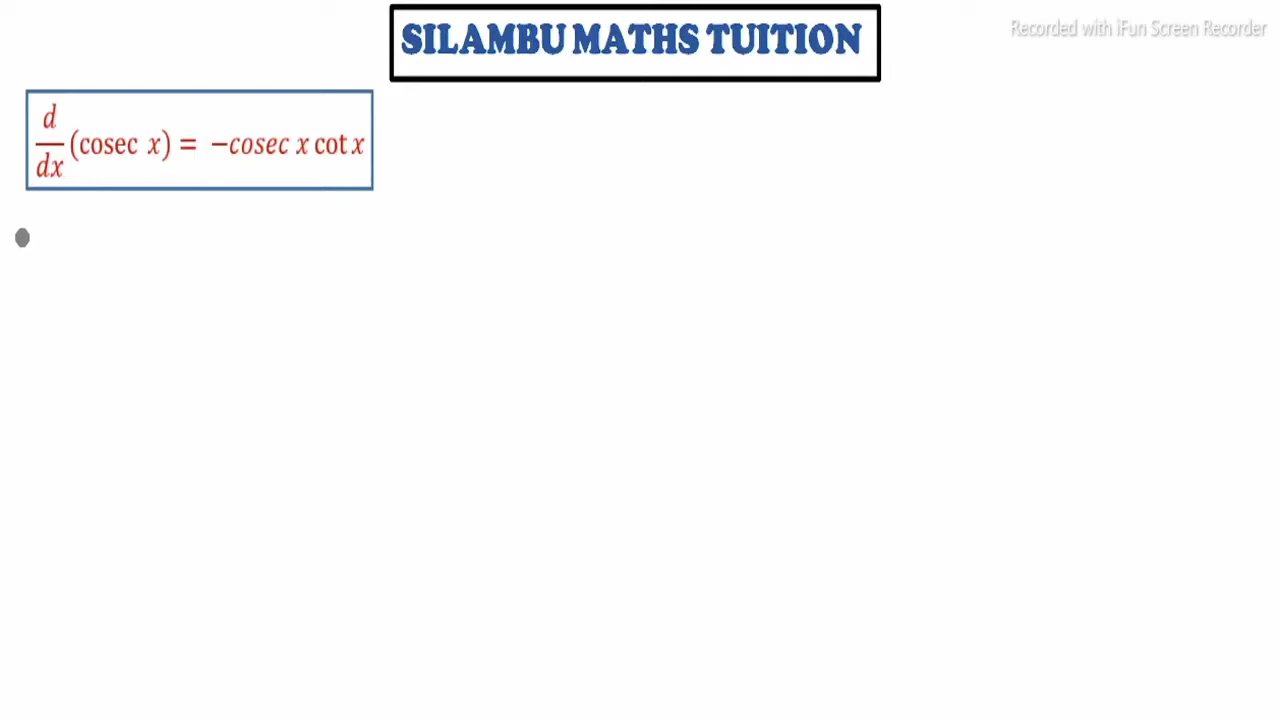 SILAMBU MATHS TUITION
Recorded with iFun Screen Recorder
d/dx (cosec x) = −cosec x cot x